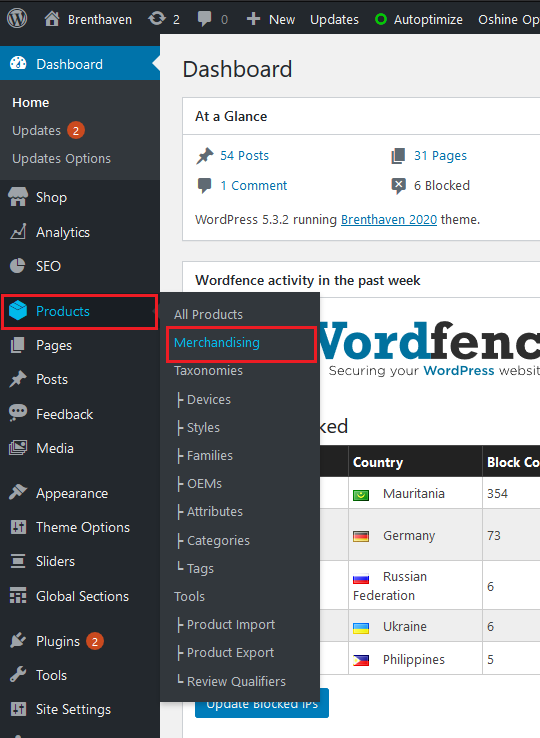 Brenthaven 2 0 New Updates Autoptimize Oshine Op
Dashboard
Home
Updates 2
Updates Options
Shop
Analytics
SEO
Products
Pages
Posts
Feedback
Media
Appearance
Theme Options
Sliders
Global Sections
Plugins 2
Tools
Site Settings
All Products
Merchandising
Taxonomies
├ Devices
├ Styles
├ Families
├ OEMs
├ Attributes
├ Categories
└ Tags
Tools
├ Product Import
├ Product Export
└ Review Qualifiers
Dashboard
At a Glance
54 Posts 31 Pages
1 Comment 6 Blocked
WordPress 5.3.2 running Brenthaven 2020 theme.
Wordfence activity in the past week
Wordfenc
Securing your WordPress website
ked
Country Block Co
Mauritania 354
Germany 73
Russian
Federation 6
Ukraine 6
Philippines 5
Update Blocked IPs